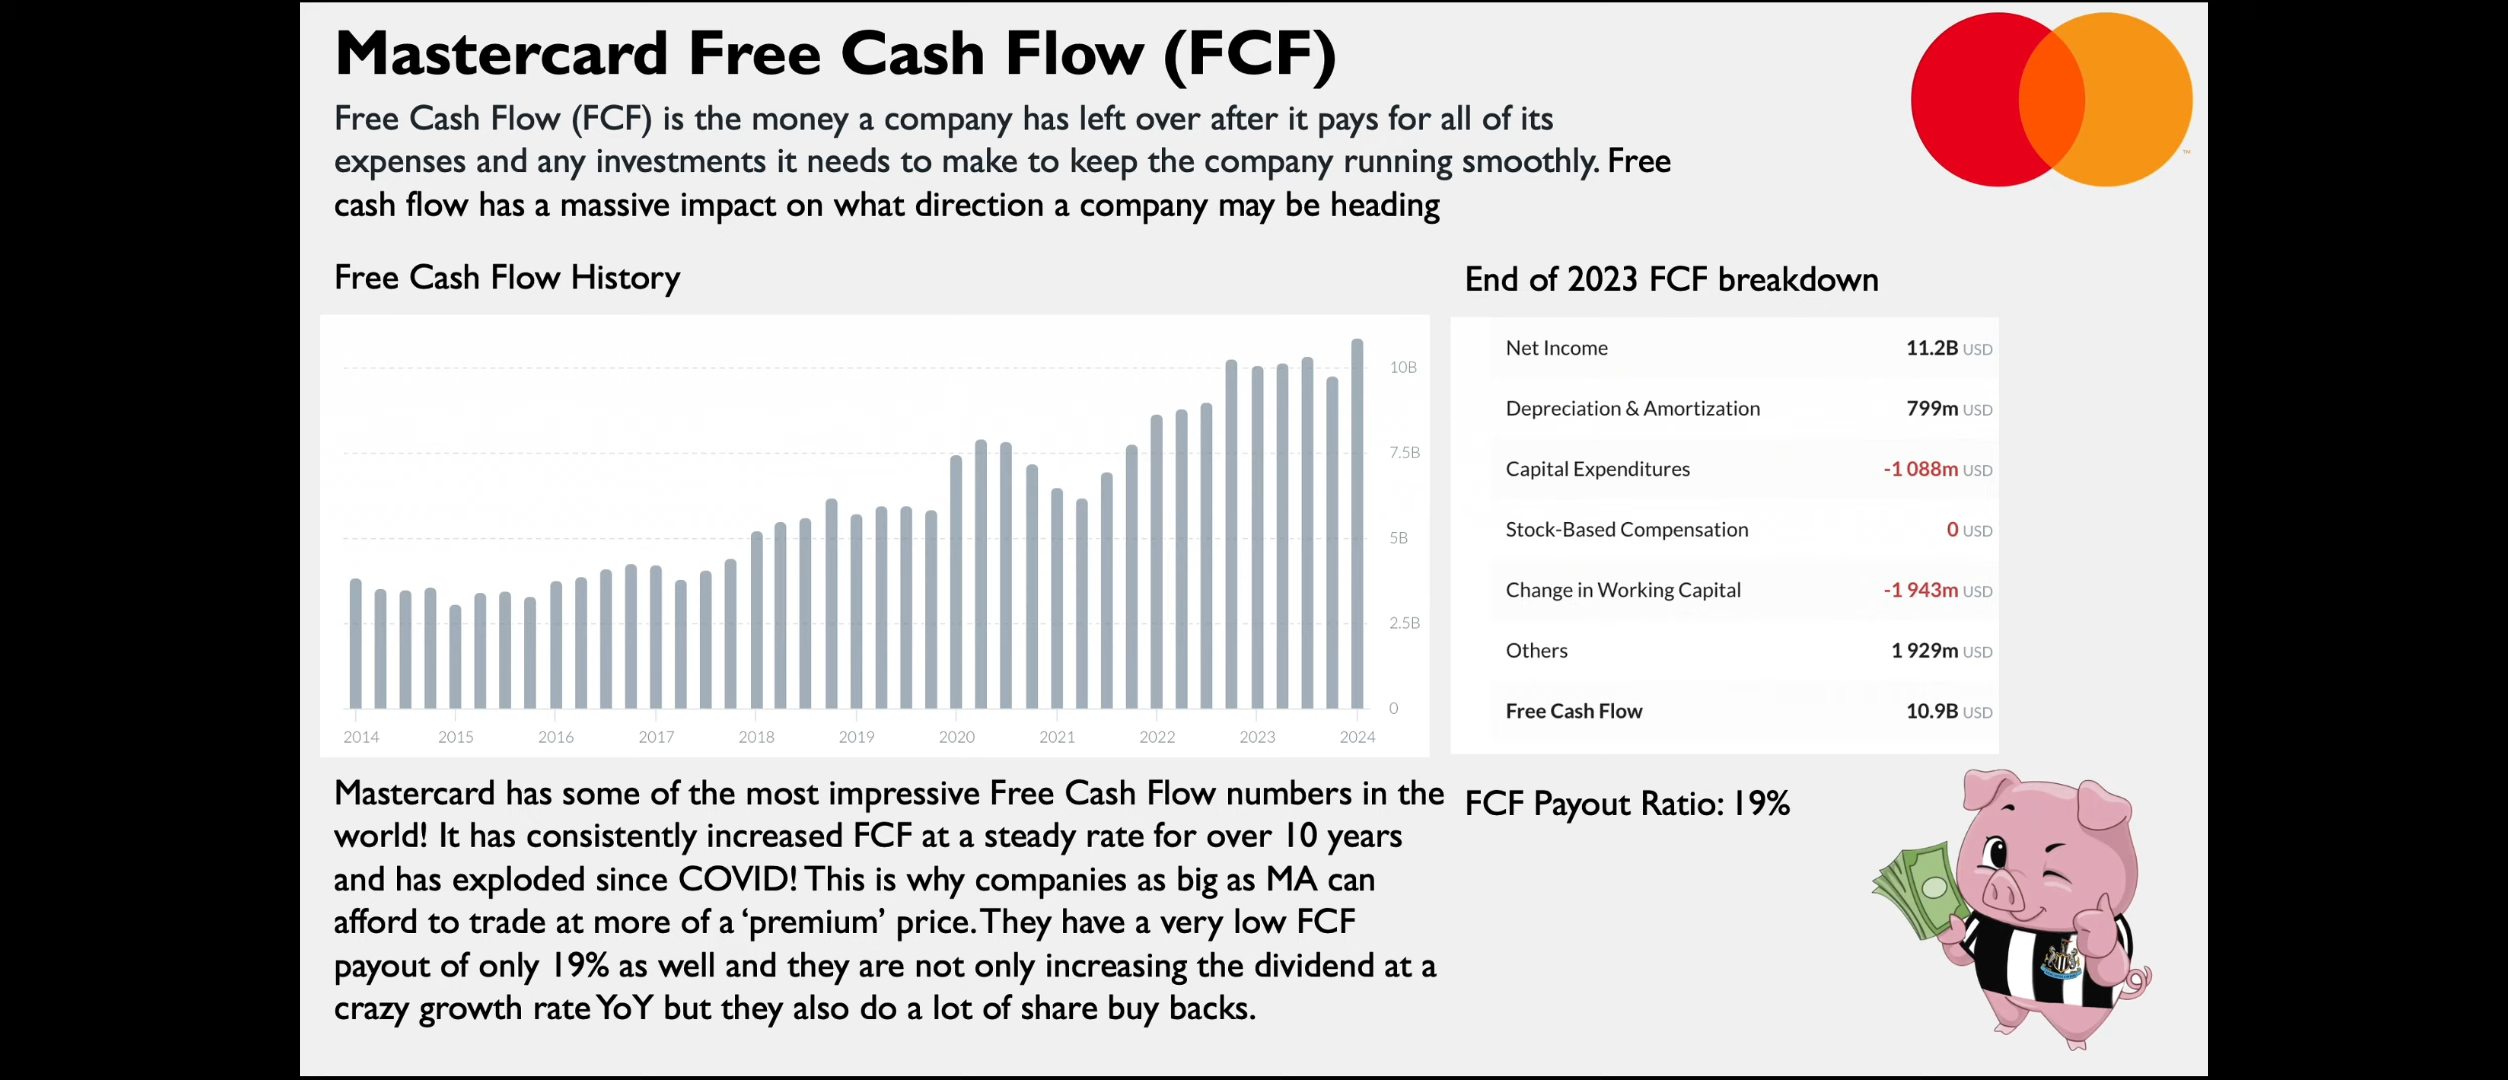 Mastercard Free Cash Flow (FCF)
Free Cash Flow (FCF) is the money a company has left over after it pays for all of its
expenses and any investments it needs to make to keep the company running smoothly. Free
cash flow has a massive impact on what direction a company may be heading
™
Free Cash Flow History
10B
7.5B
5B
2.5B
0
2014 2015 2016 2017 2018 2019 2020 2021 2022 2023 2024
End of 2023 FCF breakdown
Net Income 11.2B USD
Depreciation & Amortization 799m USD
Capital Expenditures -1 088m USD
Stock-Based Compensation 0 USD
Change in Working Capital -1 943m USD
Others 1 929m USD
Free Cash Flow 10.9B USD
Mastercard has some of the most impressive Free Cash Flow numbers in the
world! It has consistently increased FCF at a steady rate for over 10 years
and has exploded since COVID! This is why companies as big as MA can
afford to trade at more of a ‘premium’ price. They have a very low FCF
payout of only 19% as well and they are not only increasing the dividend at a
crazy growth rate YoY but they also do a lot of share buy backs.
FCF Payout Ratio: 19%